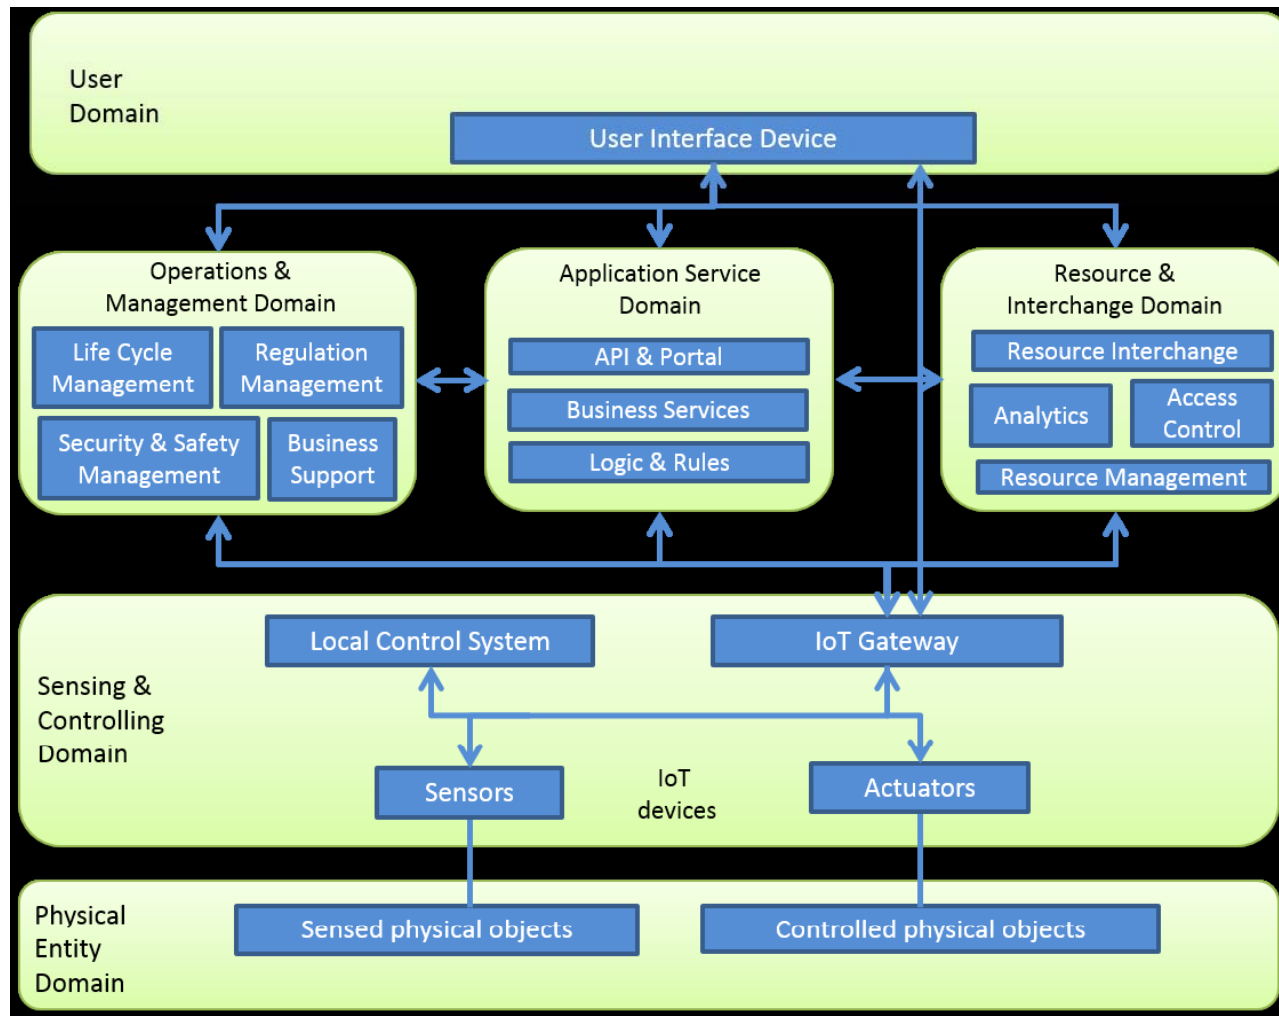 User
Domain
User Interface Device
Operations &
Management Domain
Life Cycle
Management
Regulation
Management
Security & Safety
Management
Business
Support
Application Service
Domain
API & Portal
Business Services
Logic & Rules
Resource &
Interchange Domain
Resource Interchange
Analytics
Access
Control
Resource Management
Sensing &
Controlling
Domain
Local Control System
IoT Gateway
Sensors
IoT
devices
Actuators
Physical
Entity
Domain
Sensed physical objects
Controlled physical objects